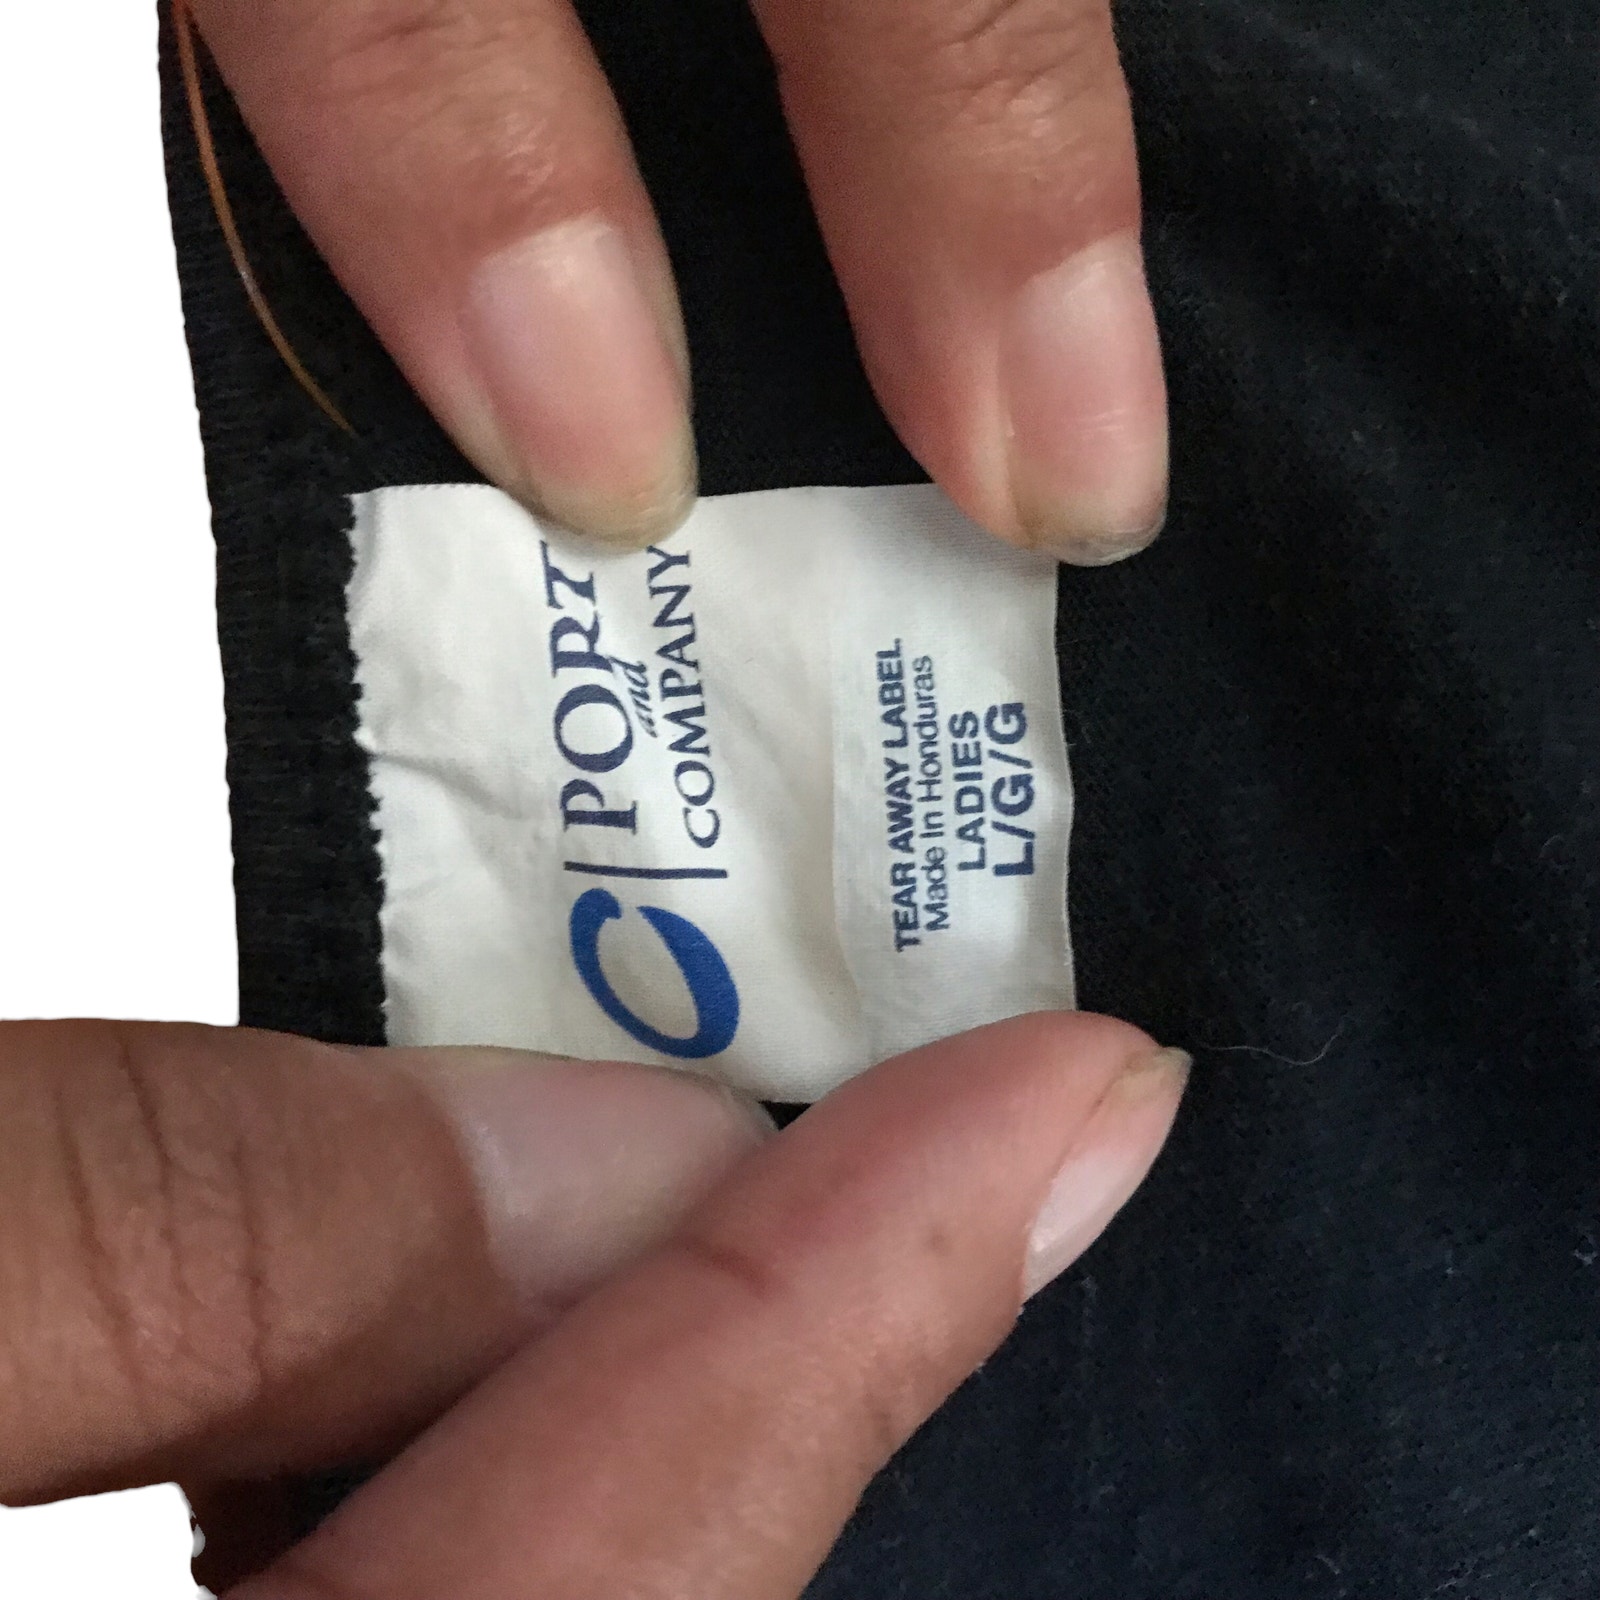 PORT
and
COMPANY
TEAR AWAY LABEL
Made In Honduras
LADIES
L/G/G